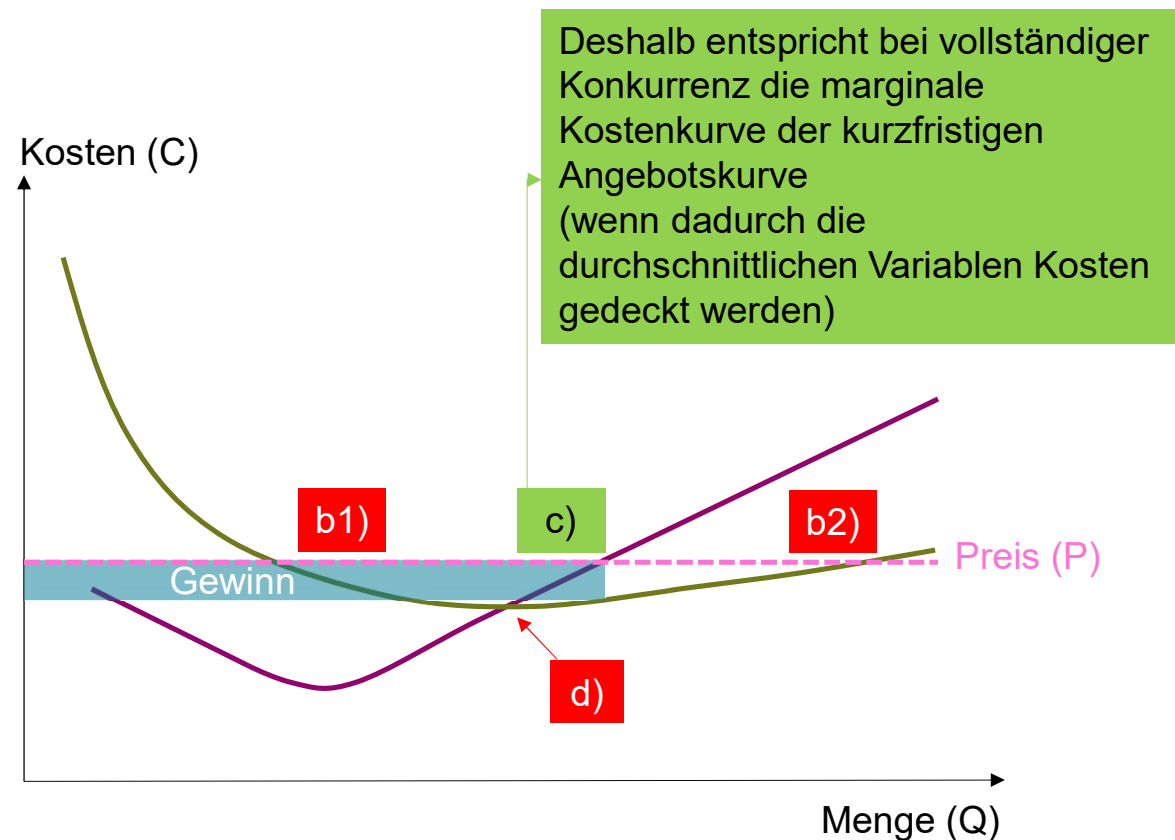 Deshalb entspricht bei vollständiger
Konkurrenz die marginale
Kostenkurve der kurzfristigen
Angebotskurve
(wenn dadurch die
durchschnittlichen Variablen Kosten
gedeckt werden)
Kosten (C)
b1)
c)
b2)
Preis (P)
Gewinn
d)
Menge (Q)